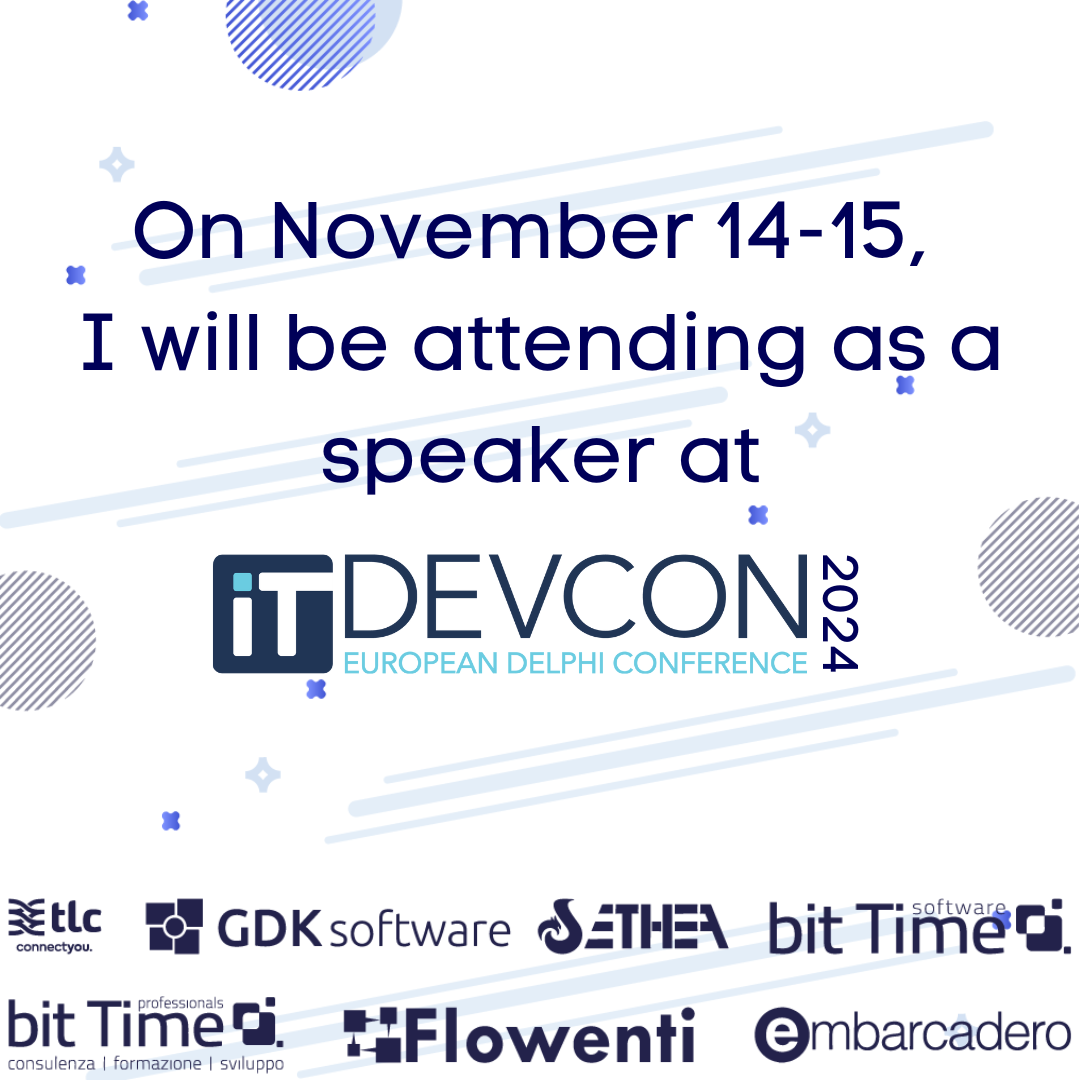 On November 14-15,
I will be attending as a
speaker at
iT DEVCON 2024
EUROPEAN DELPHI CONFERENCE
tlc
connectyou.
GDK software
ETHEA
bit Time software
bit Time professionals
consulenza | formazione | sviluppo
Flowenti
embarcadero